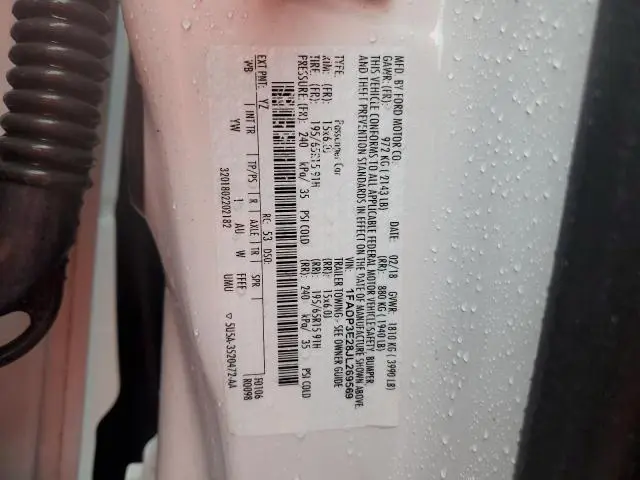 MFD. BY FORD MOTOR CO.
DATE: 02/18 GVWR: 1810 KG ( 3990 LB)
GAWR: (FR): 972 KG ( 2143 LB) (RR): 880 KG ( 1940 LB)
THIS VEHICLE CONFORMS TO ALL APPLICABLE FEDERAL MOTOR VEHICLE SAFETY, BUMPER,
AND THEFT PREVENTION STANDARDS IN EFFECT ON THE DATE OF MANUFACTURE SHOWN ABOVE.
VIN: 1FADP3E28JL269569
TYPE: Passenger Car TRAILER TOWING - SEE OWNER GUIDE
RIM: (FR): 15x6.0J (RR): 15x6.0J
TIRE: (FR): 195/65R15 91H (RR): 195/65R15 91H
PRESSURE (FR): 240 kPa/ 35 PSI COLD (RR): 240 kPa/ 35 PSI COLD
RC: 53 DSO:
F0106
EXT PNT: YZ R0098
WB INT TR TP/PS R AXLE TR SPR
YW 1 AU W FFFF UMU
3201802202182 5U5A-3520472-AA